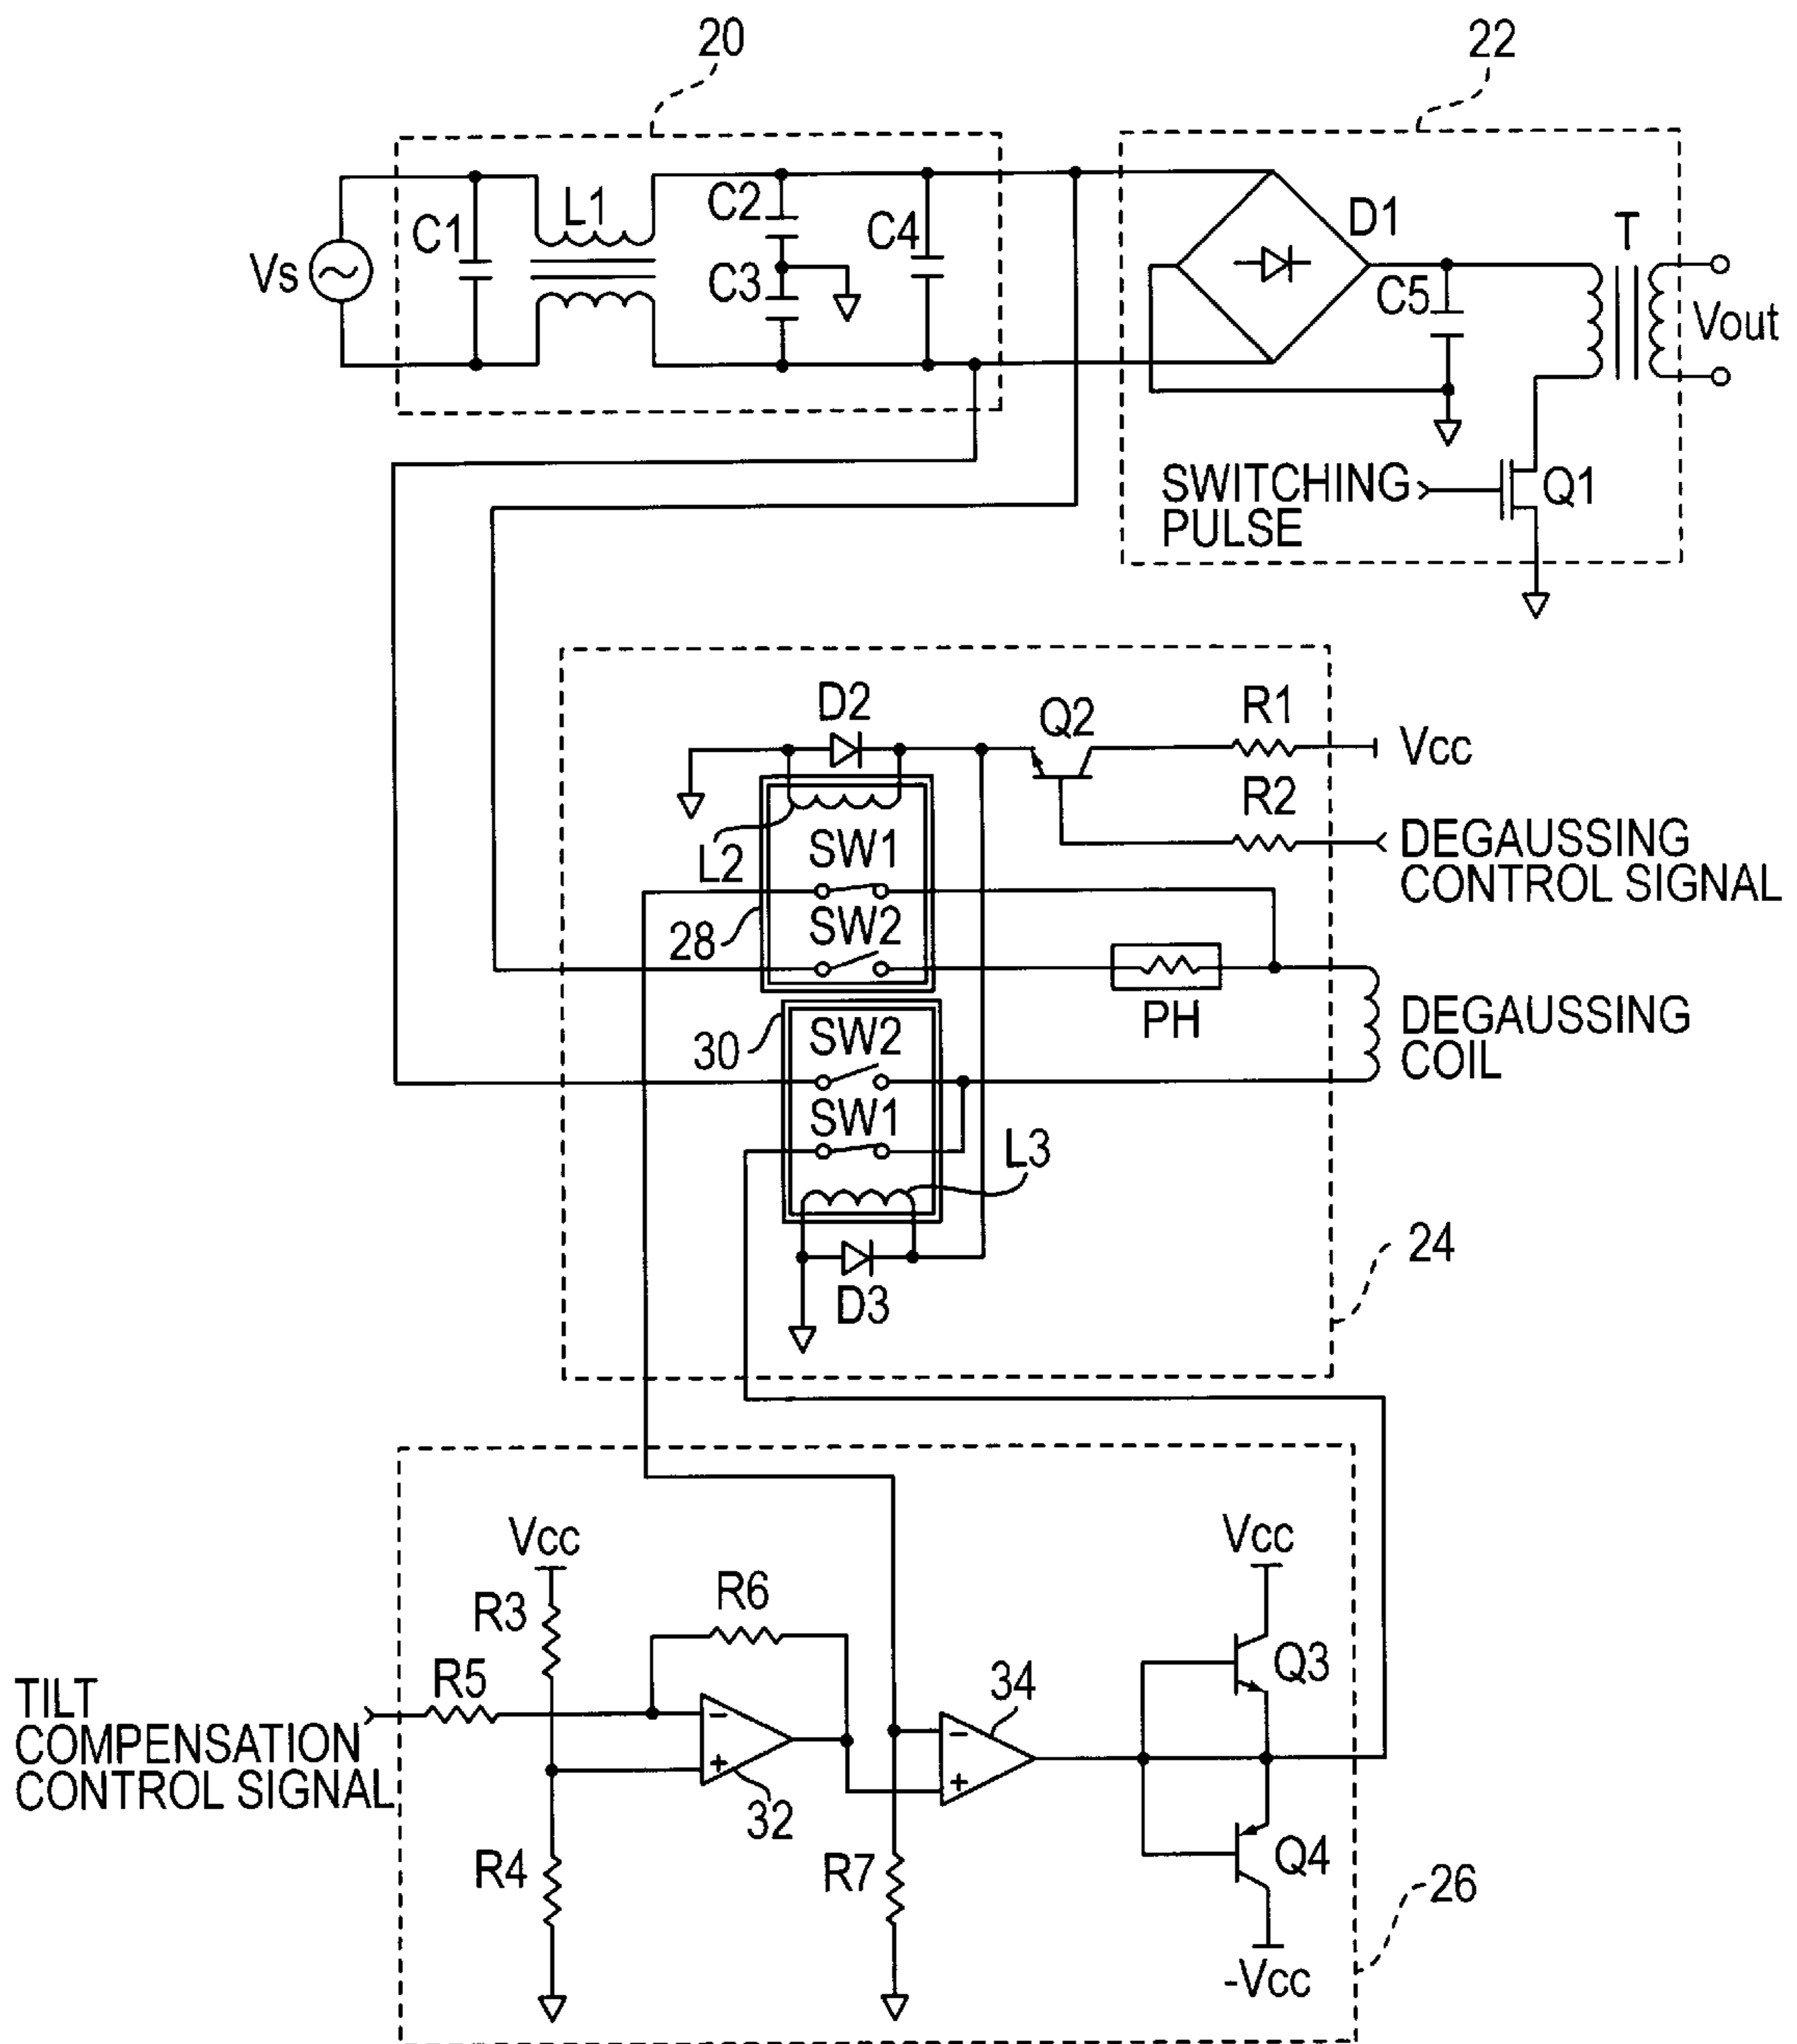 20
22
C1
L1
C2
C3
C4
Vs
D1
T
C5
Vout
SWITCHING
PULSE
Q1
D2
Q2
R1
Vcc
R2
L2
SW1
DEGAUSSING
CONTROL SIGNAL
28
SW2
PH
DEGAUSSING
COIL
30
SW2
SW1
L3
24
D3
Vcc
R3
R6
Vcc
TILT
COMPENSATION
CONTROL SIGNAL
R5
-
+
32
34
-
+
Q3
R4
R7
Q4
26
-Vcc